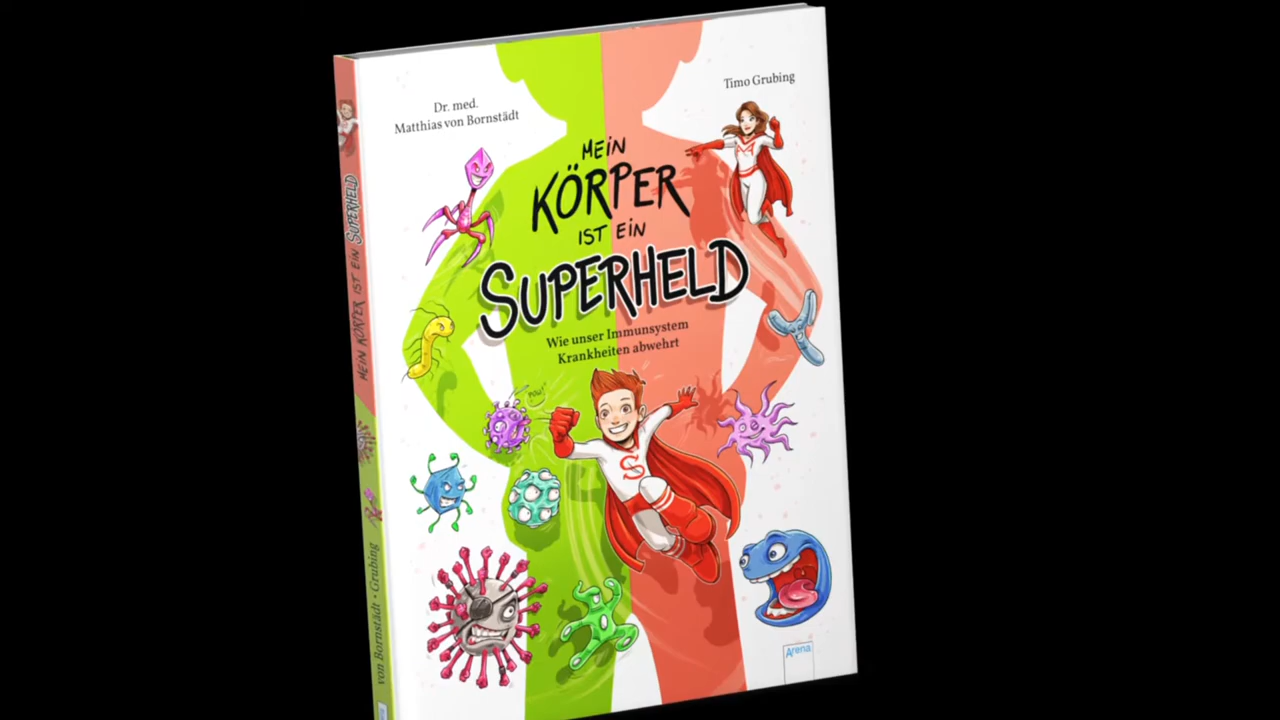 Dr. med.
Matthias von Bornstädt
Timo Grubing
MEIN
KÖRPER
IST EIN
SUPERHELD
Wie unser Immunsystem
Krankheiten abwehrt
POW!
S
Arena
MEIN KÖRPER IST EIN SUPERHELD
von Bornstädt • Grubing